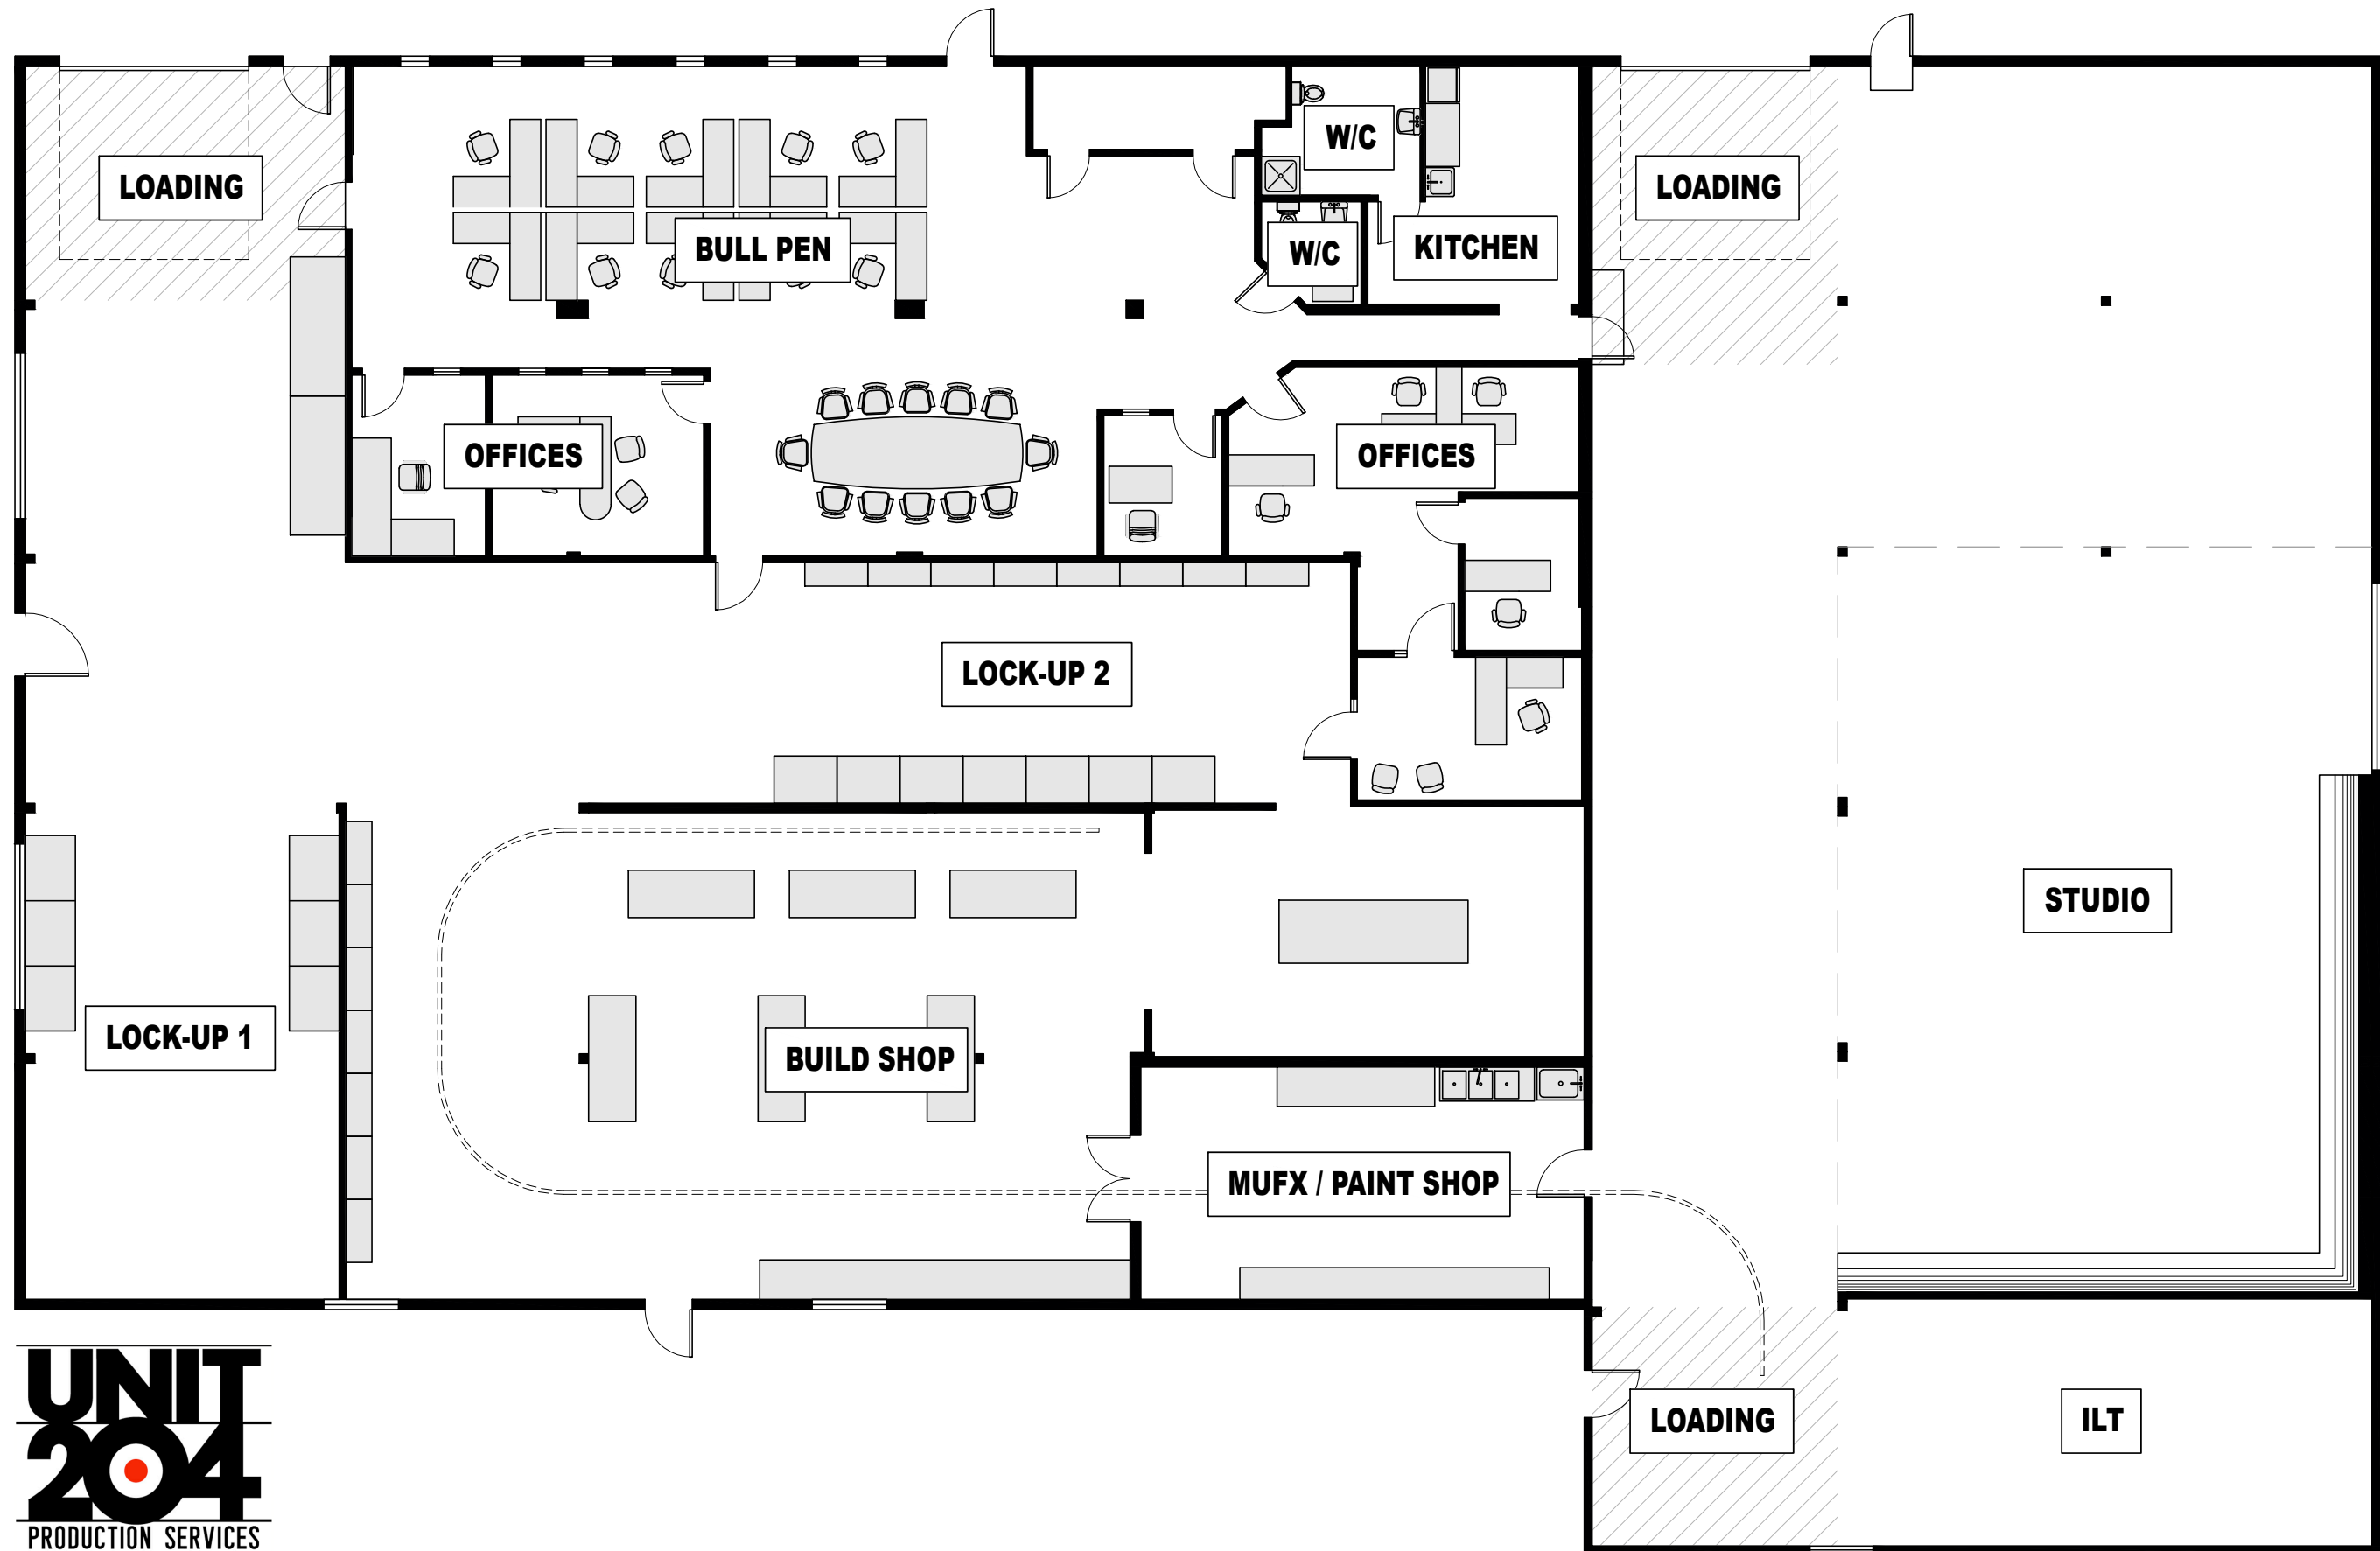 LOADING
W/C
LOADING
BULL PEN
W/C
KITCHEN
OFFICES
OFFICES
LOCK-UP 2
STUDIO
LOCK-UP 1
BUILD SHOP
MUFX / PAINT SHOP
LOADING
ILT
UNIT
204
PRODUCTION SERVICES